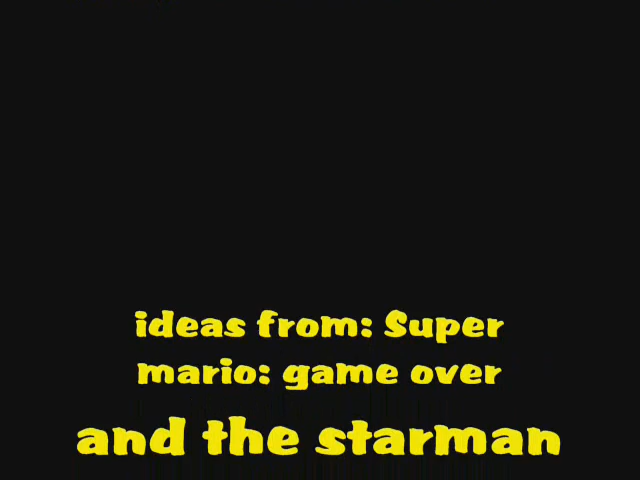 ideas from: Super
mario: game over
and the starman